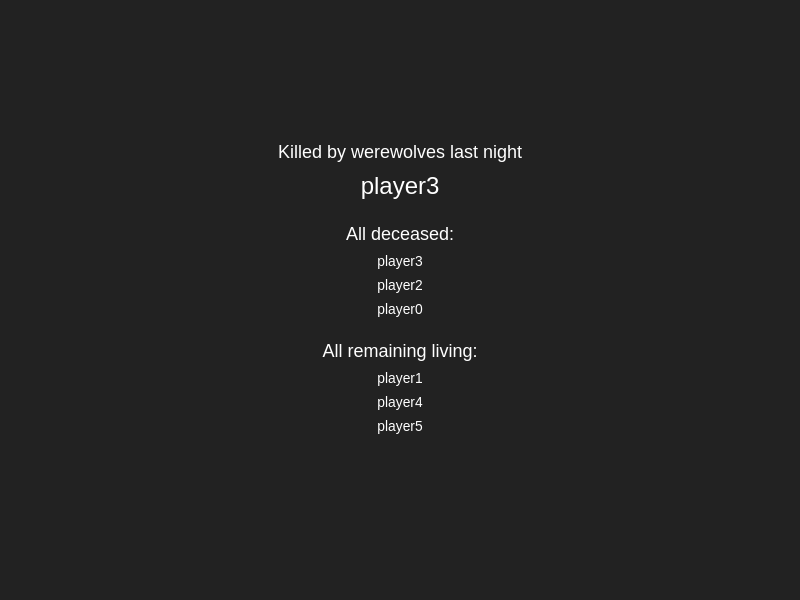 Killed by werewolves last night
player3
All deceased:
player3
player2
player0
All remaining living:
player1
player4
player5